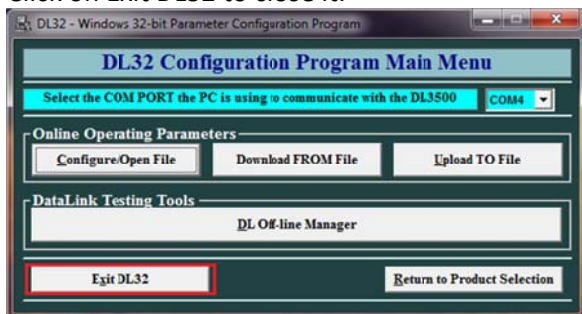 Click on Exit DL32 to close it.
DL32 - Windows 32-bit Parameter Configuration Program
DL32 Configuration Program Main Menu
Select the COM PORT the PC is using to communicate with the DL3500 COM4
Online Operating Parameters
Configure/Open File Download FROM File Upload TO File
DataLink Testing Tools
DL Off-line Manager
Exit DL32 Return to Product Selection